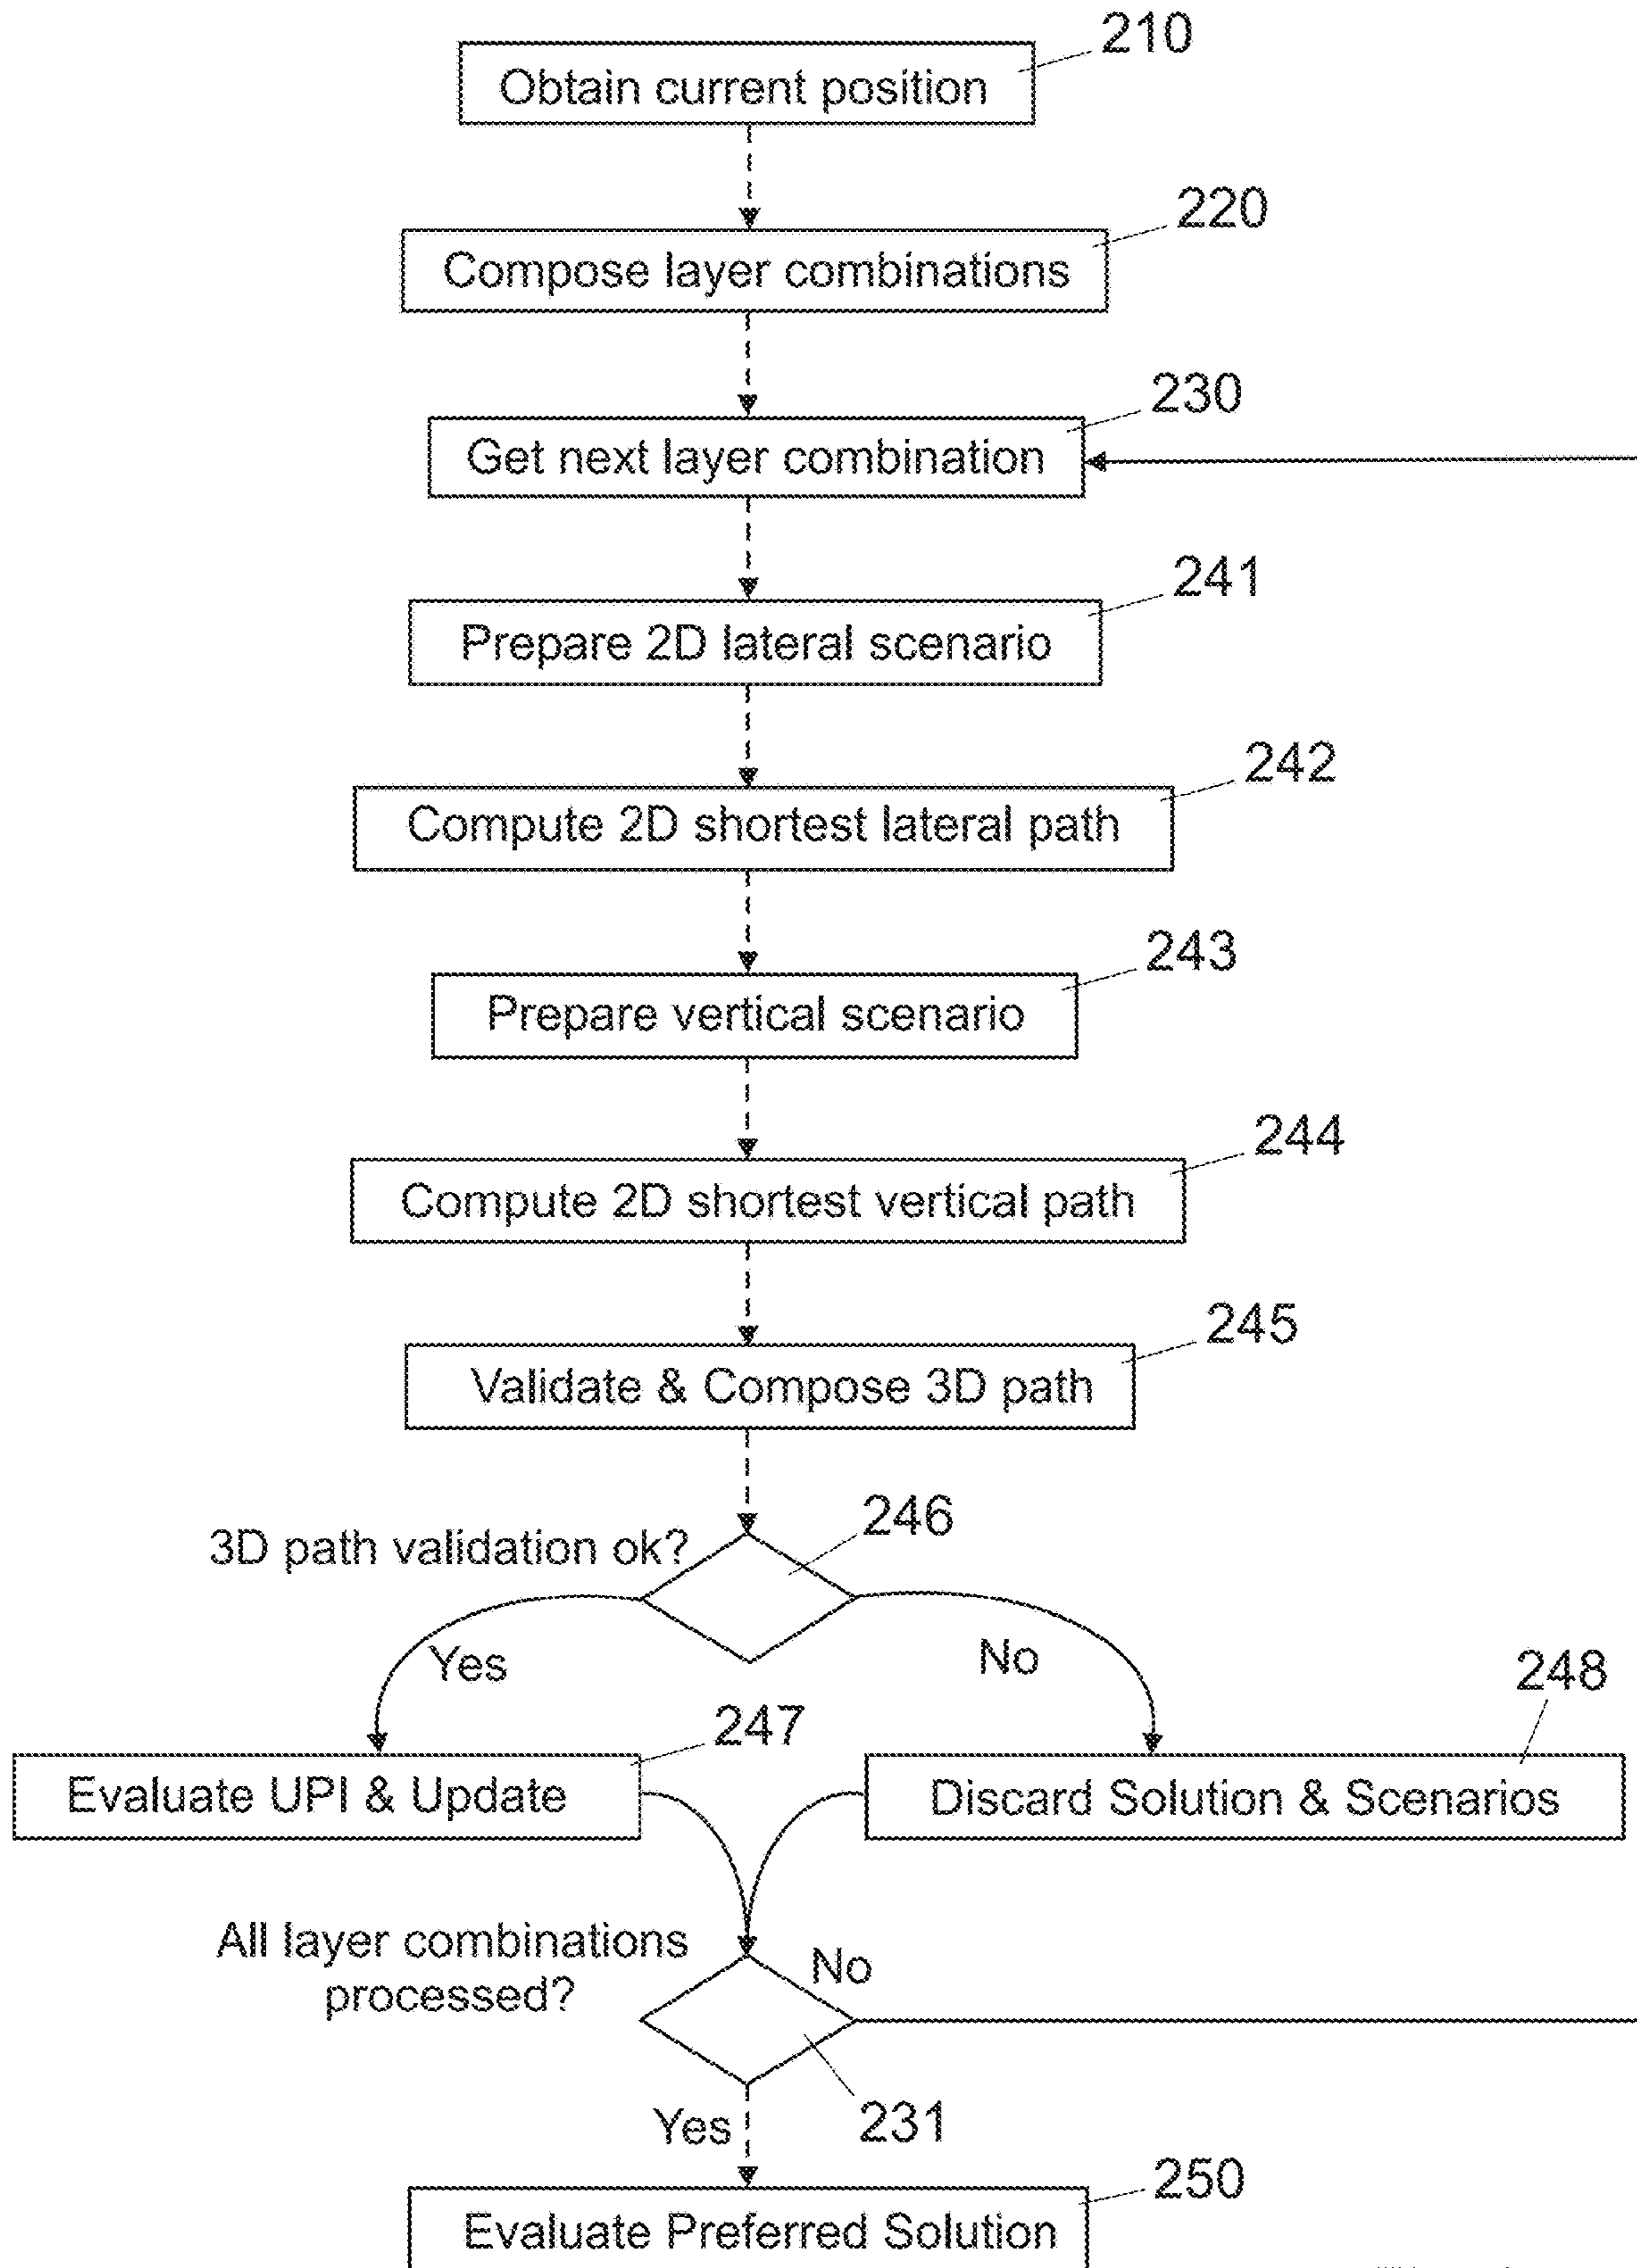 210
Obtain current position
220
Compose layer combinations
230
Get next layer combination
241
Prepare 2D lateral scenario
242
Compute 2D shortest lateral path
243
Prepare vertical scenario
244
Compute 2D shortest vertical path
245
Validate & Compose 3D path
246
3D path validation ok?
Yes
No
248
247
Evaluate UPI & Update
Discard Solution & Scenarios
All layer combinations
processed?
No
231
Yes
250
Evaluate Preferred Solution